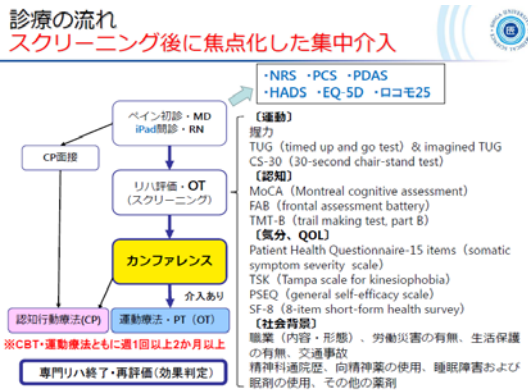 診療の流れ
スクリーニング後に焦点化した集中介入
・NRS ・PCS ・PDAS
・HADS ・EQ-5D ・ロコモ25
ペイン初診・MD
iPad問診・RN
CP面接
リハ評価・OT
(スクリーニング)
カンファレンス
介入あり
認知行動療法(CP)
運動療法・PT(OT)
※CBT・運動療法ともに週1回以上2か月以上
専門リハ終了・再評価(効果判定)
〔運動〕
握力
TUG(timed up and go test)& imagined TUG
CS-30(30-second chair-stand test)
〔認知〕
MoCA(Montreal cognitive assessment)
FAB(frontal assessment battery)
TMT-B(trail making test, part B)
〔気分、QOL〕
Patient Health Questionnaire-15 items(somatic
symptom severity scale)
TSK(Tampa scale for kinesiophobia)
PSEQ(general self-efficacy scale)
SF-8(8-item short-form health survey)
〔社会背景〕
職業(内容・形態)、労働災害の有無、生活保護
の有無、交通事故
精神科通院歴、向精神薬の使用、睡眠障害および
眠剤の使用、その他の薬剤